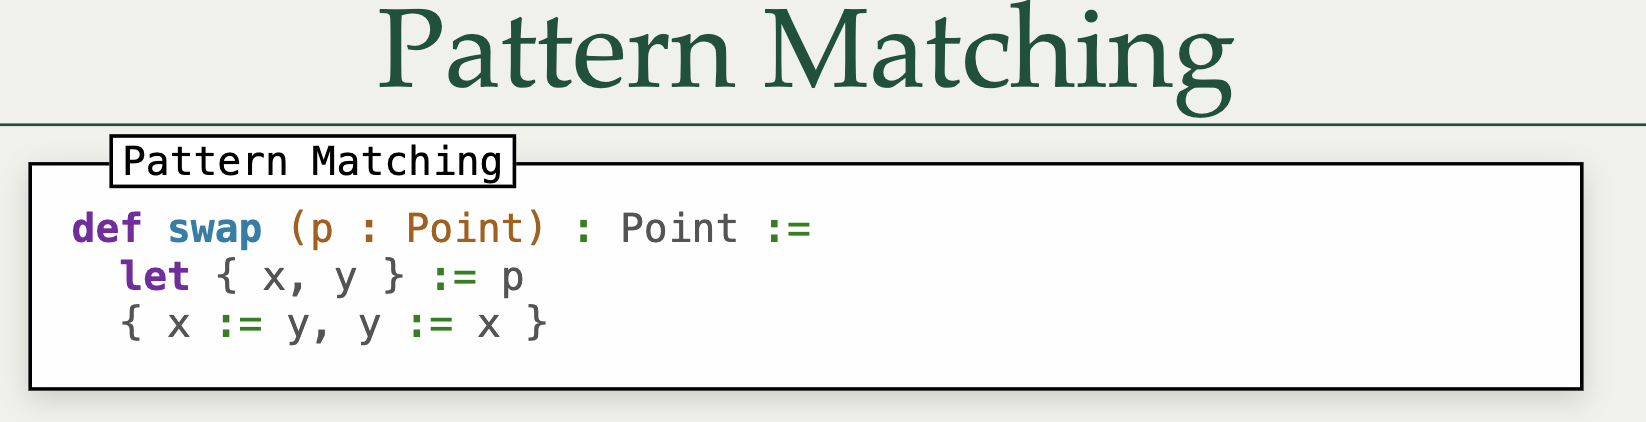 Pattern Matching
Pattern Matching
def swap (p : Point) : Point :=
let { x, y } := p
{ x := y, y := x }